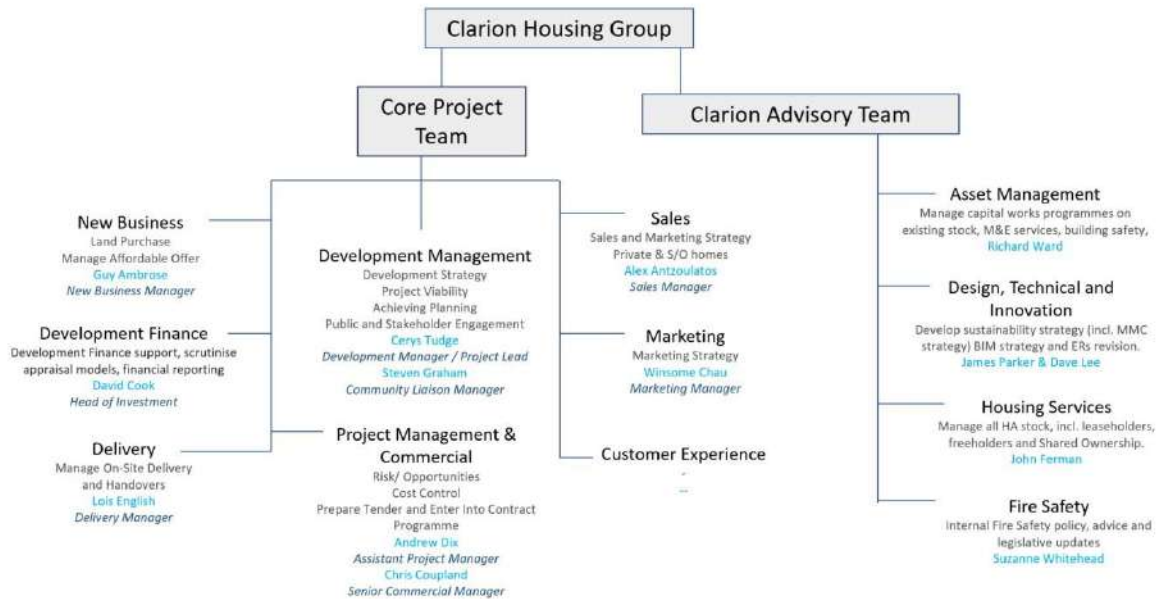 Clarion Housing Group
Core Project
Team
Clarion Advisory Team
New Business
Land Purchase
Manage Affordable Offer
Guy Ambrose
New Business Manager
Development Finance
Development Finance support, scrutinise
appraisal models, financial reporting
David Cook
Head of Investment
Delivery
Manage On-Site Delivery
and Handovers
Lois English
Delivery Manager
Development Management
Development Strategy
Project Viability
Achieving Planning
Public and Stakeholder Engagement
Cerys Tudge
Development Manager / Project Lead
Steven Graham
Community Liaison Manager
Project Management &
Commercial
Risk/ Opportunities
Cost Control
Prepare Tender and Enter Into Contract
Programme
Andrew Dix
Assistant Project Manager
Chris Coupland
Senior Commercial Manager
Sales
Sales and Marketing Strategy
Private & S/O homes
Alex Antzoulatos
Sales Manager
Marketing
Marketing Strategy
Winsome Chau
Marketing Manager
Customer Experience
-
--
Asset Management
Manage capital works programmes on
existing stock, M&E services, building safety,
Richard Ward
Design, Technical and
Innovation
Develop sustainability strategy (incl. MMC
strategy) BIM strategy and ERs revision.
James Parker & Dave Lee
Housing Services
Manage all HA stock, incl. leaseholders,
freeholders and Shared Ownership.
John Ferman
Fire Safety
Internal Fire Safety policy, advice and
legislative updates
Suzanne Whitehead